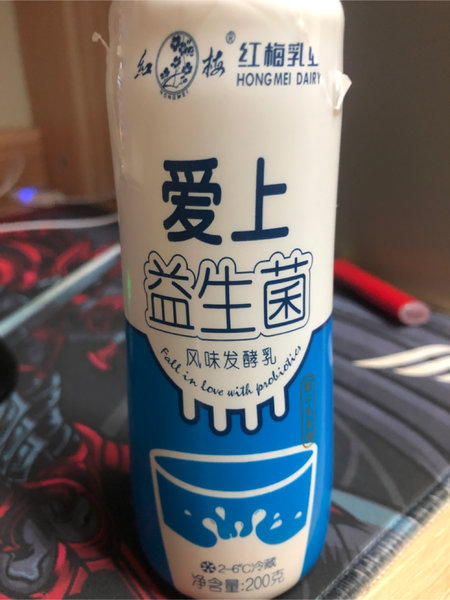 红梅®
HONGMEI
红梅乳业
HONGMEI DAIRY
爱上
益生菌
风味发酵乳
Fall in Love with probiotics
2-6℃冷藏
净含量:200克